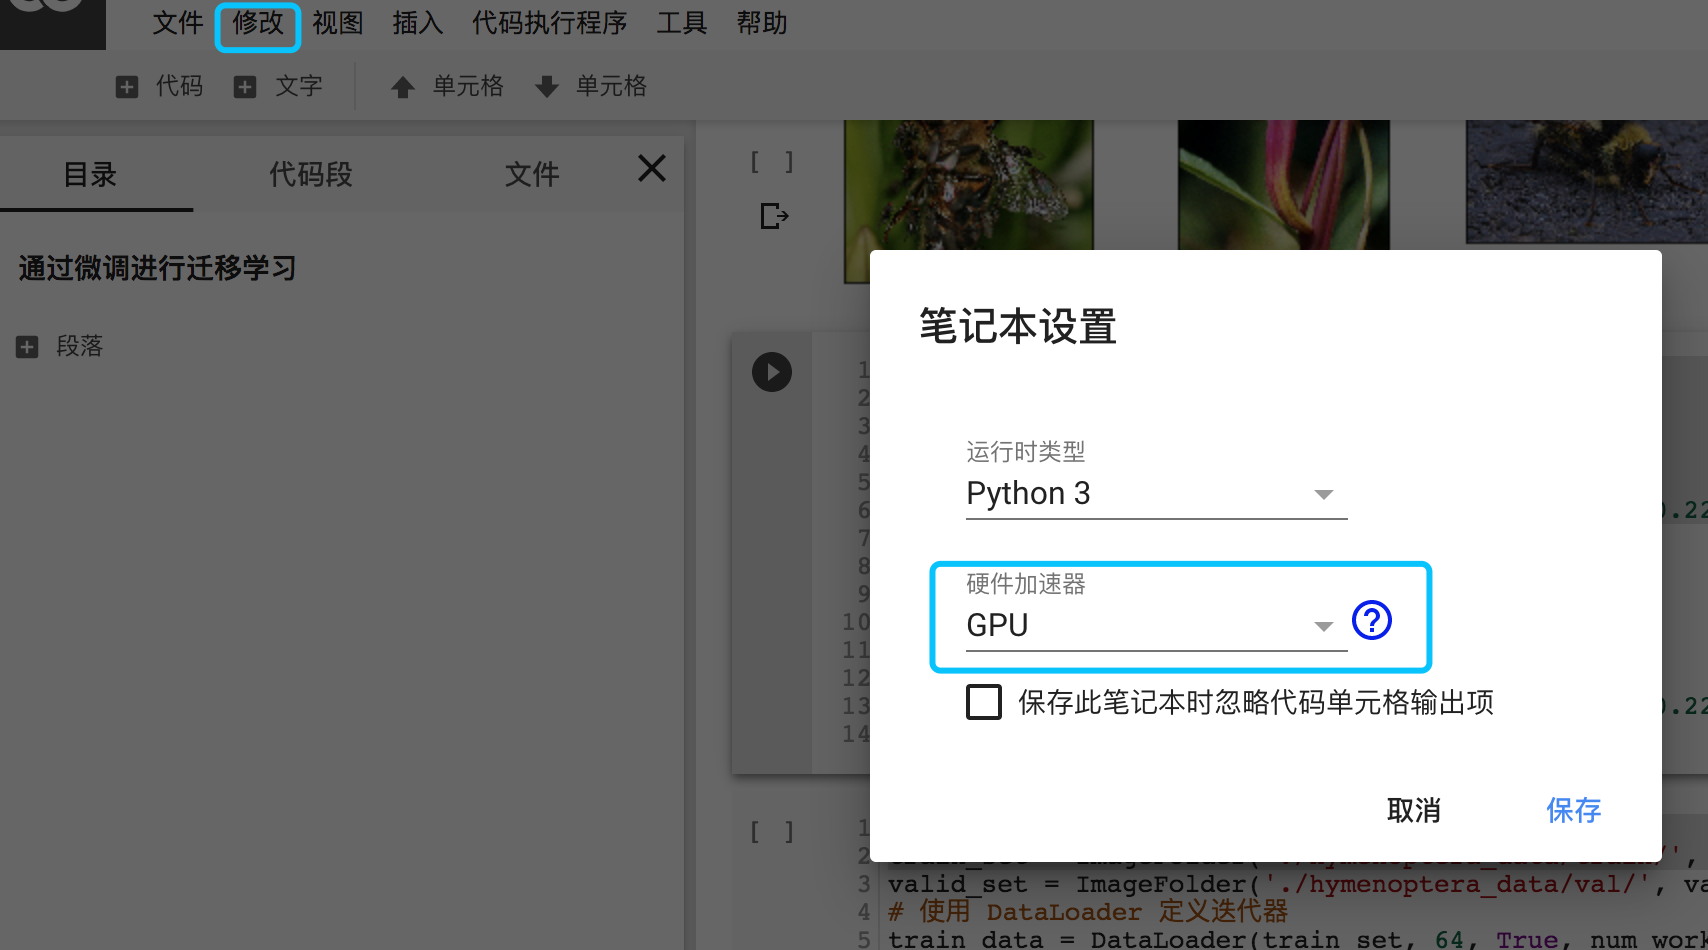 文件 修改 视图 插入 代码执行程序 工具 帮助
代码 文字 单元格 单元格
目录 代码段 文件
通过微调进行迁移学习
段落
[ ]
笔记本设置
运行时类型
Python 3
硬件加速器
GPU
?
保存此笔记本时忽略代码单元格输出项
取消 保存
1
2
3
4
5
6
7
8
9
10
11
12
13
14
[ ]
1
2
3 valid_set = ImageFolder('./hymenoptera_data/val/', va
4 # 使用 DataLoader 定义迭代器
5 train_data = DataLoader(train_set, 64, True, num_wor